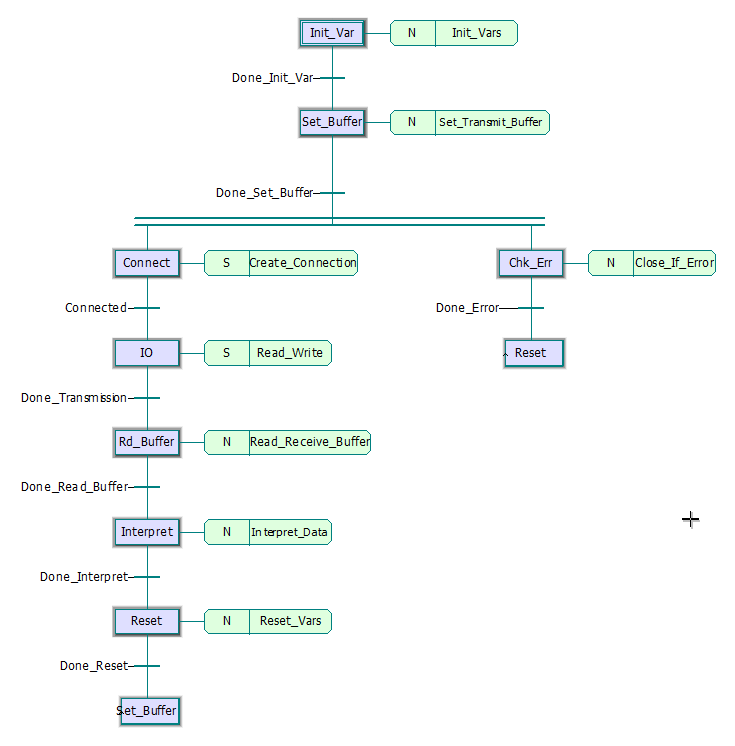 Init_Var N Init_Vars
Done_Init_Var
Set_Buffer N Set_Transmit_Buffer
Done_Set_Buffer
Connect S Create_Connection Chk_Err N Close_If_Error
Connected Done_Error
IO S Read_Write Reset
Done_Transmission
Rd_Buffer N Read_Receive_Buffer
Done_Read_Buffer
Interpret N Interpret_Data
Done_Interpret
Reset N Reset_Vars
Done_Reset
Set_Buffer